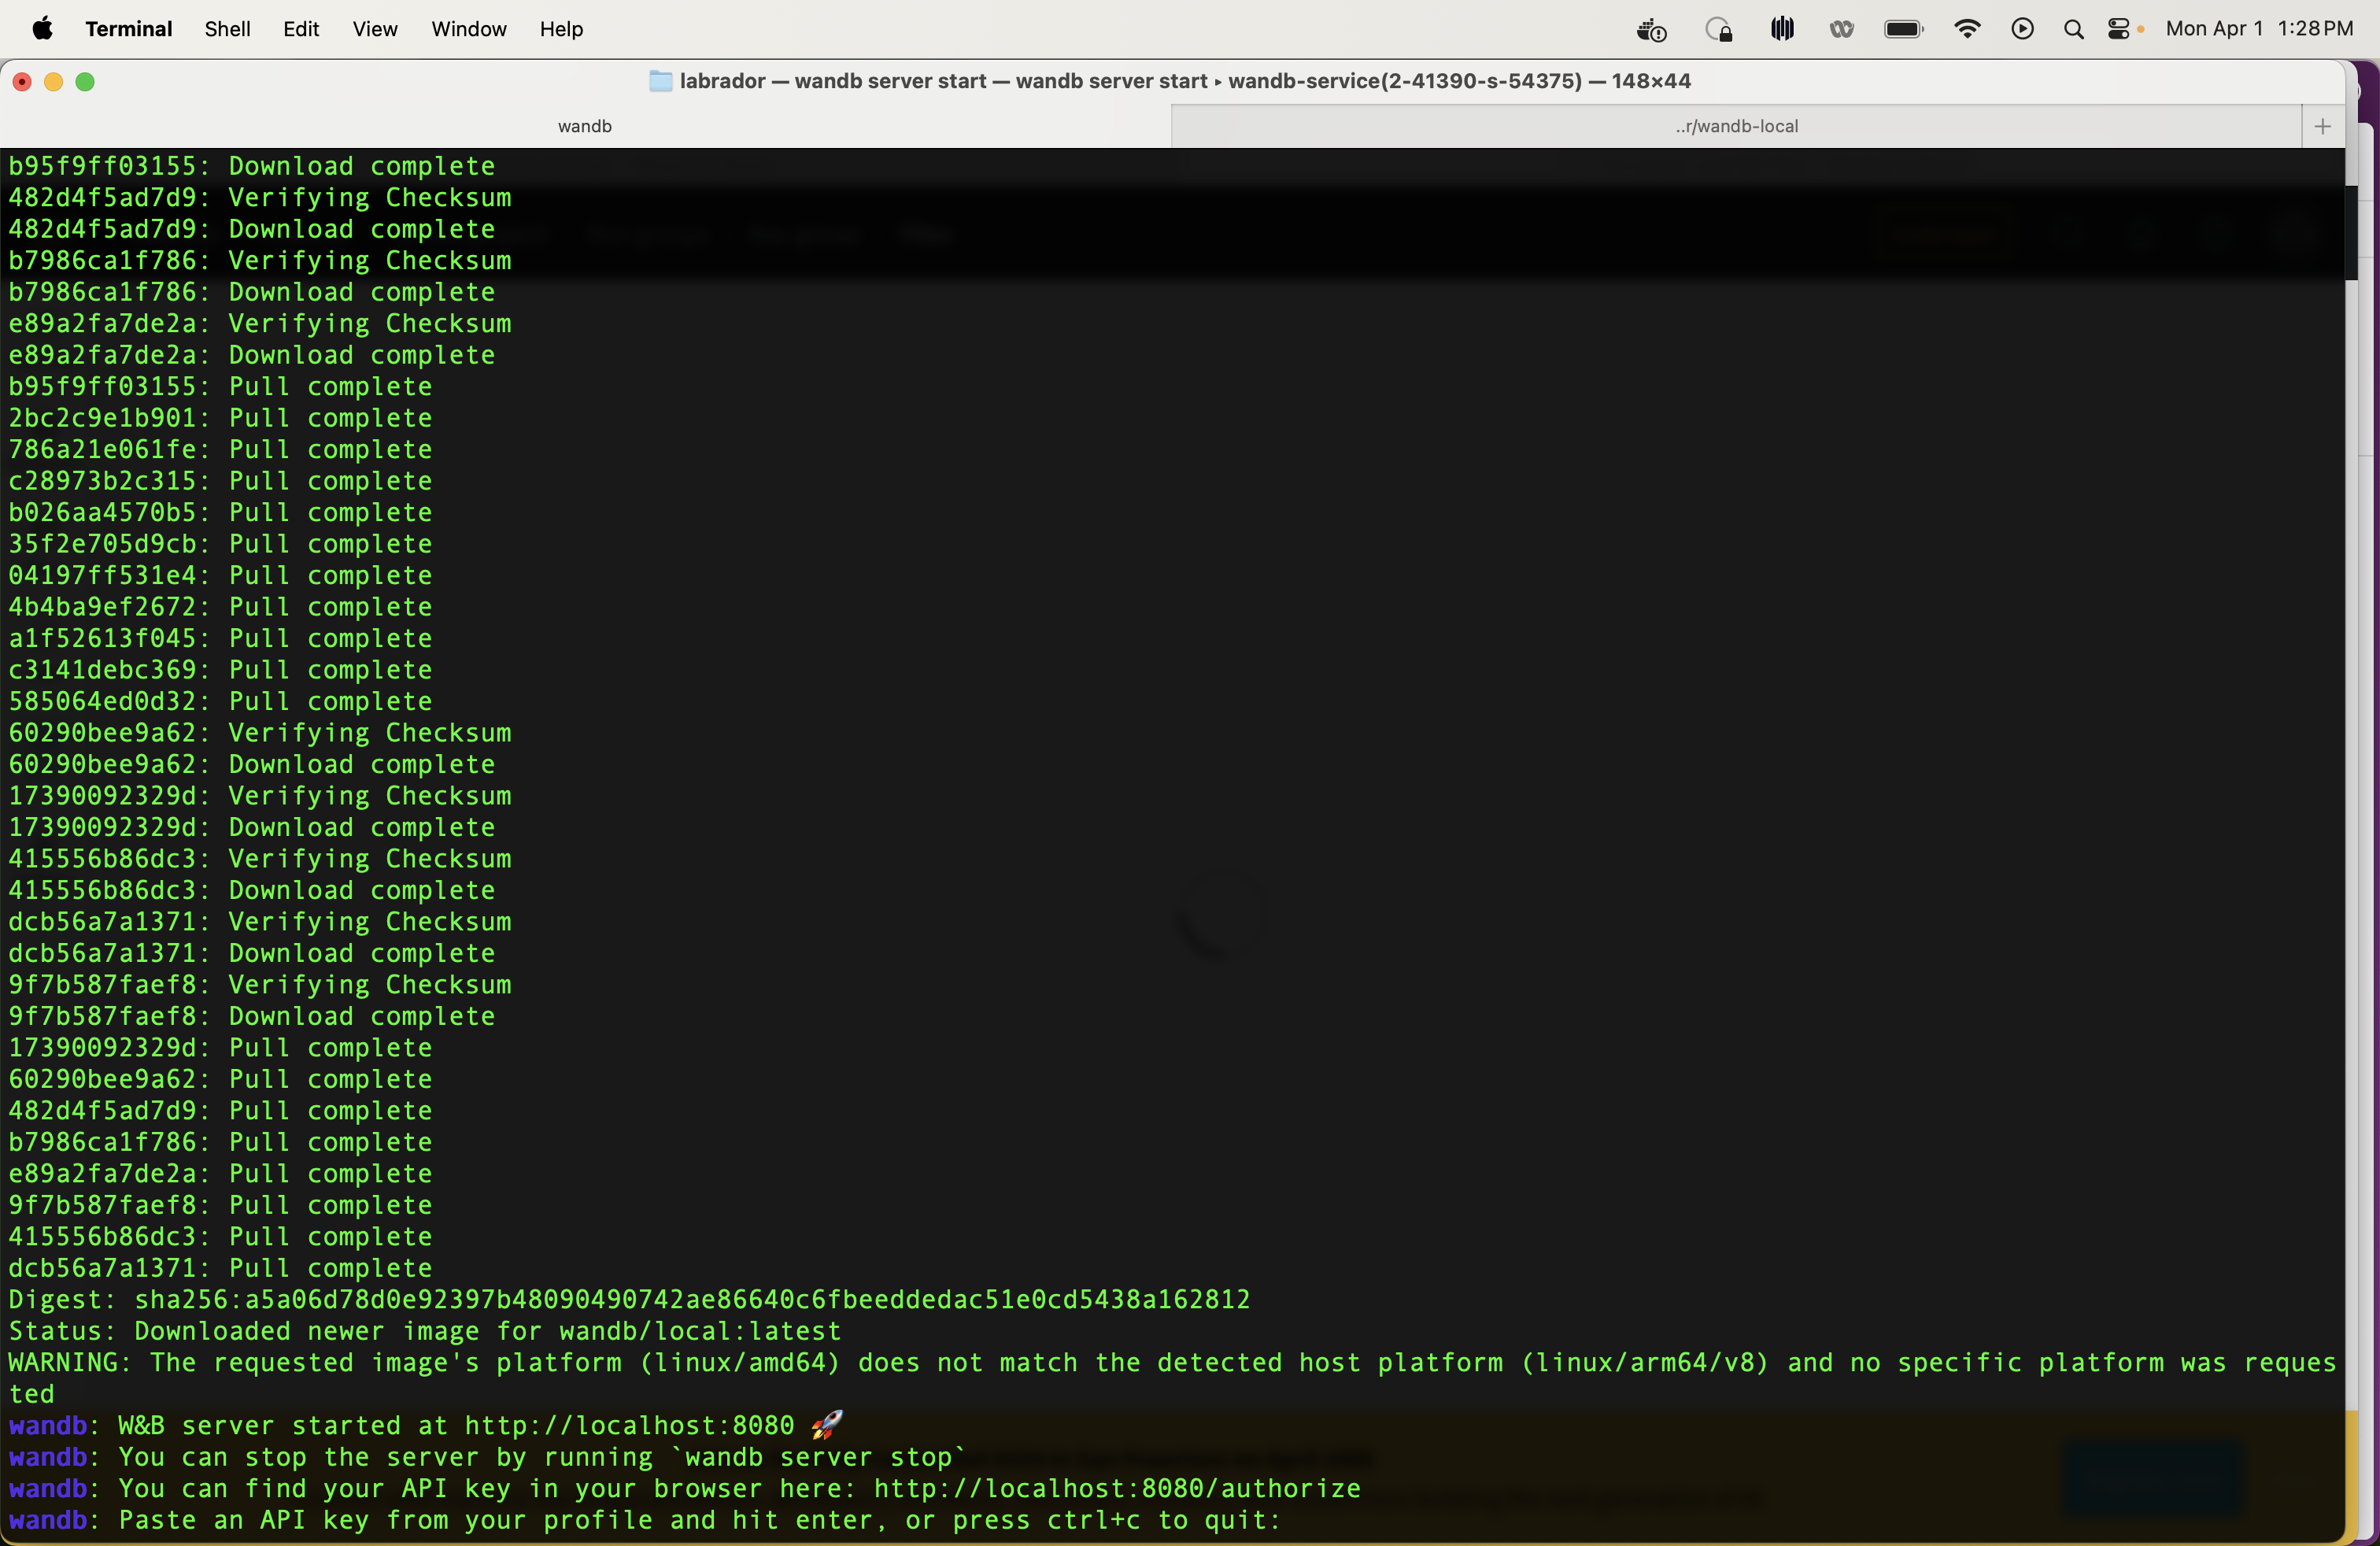 Terminal Shell Edit View Window Help Mon Apr 1 1:28 PM
labrador — wandb server start — wandb server start ▸ wandb-service(2-41390-s-54375) — 148×44
wandb ..r/wandb-local +
b95f9ff03155: Download complete
482d4f5ad7d9: Verifying Checksum
482d4f5ad7d9: Download complete
b7986ca1f786: Verifying Checksum
b7986ca1f786: Download complete
e89a2fa7de2a: Verifying Checksum
e89a2fa7de2a: Download complete
b95f9ff03155: Pull complete
2bc2c9e1b901: Pull complete
786a21e061fe: Pull complete
c28973b2c315: Pull complete
b026aa4570b5: Pull complete
35f2e705d9cb: Pull complete
04197ff531e4: Pull complete
4b4ba9ef2672: Pull complete
a1f52613f045: Pull complete
c3141debc369: Pull complete
585064ed0d32: Pull complete
60290bee9a62: Verifying Checksum
60290bee9a62: Download complete
17390092329d: Verifying Checksum
17390092329d: Download complete
415556b86dc3: Verifying Checksum
415556b86dc3: Download complete
dcb56a7a1371: Verifying Checksum
dcb56a7a1371: Download complete
9f7b587faef8: Verifying Checksum
9f7b587faef8: Download complete
17390092329d: Pull complete
60290bee9a62: Pull complete
482d4f5ad7d9: Pull complete
b7986ca1f786: Pull complete
e89a2fa7de2a: Pull complete
9f7b587faef8: Pull complete
415556b86dc3: Pull complete
dcb56a7a1371: Pull complete
Digest: sha256:a5a06d78d0e92397b48090490742ae86640c6fbeeddedac51e0cd5438a162812
Status: Downloaded newer image for wandb/local:latest
WARNING: The requested image's platform (linux/amd64) does not match the detected host platform (linux/arm64/v8) and no specific platform was reques
ted
wandb: W&B server started at http://localhost:8080 🚀
wandb: You can stop the server by running `wandb server stop`
wandb: You can find your API key in your browser here: http://localhost:8080/authorize
wandb: Paste an API key from your profile and hit enter, or press ctrl+c to quit: